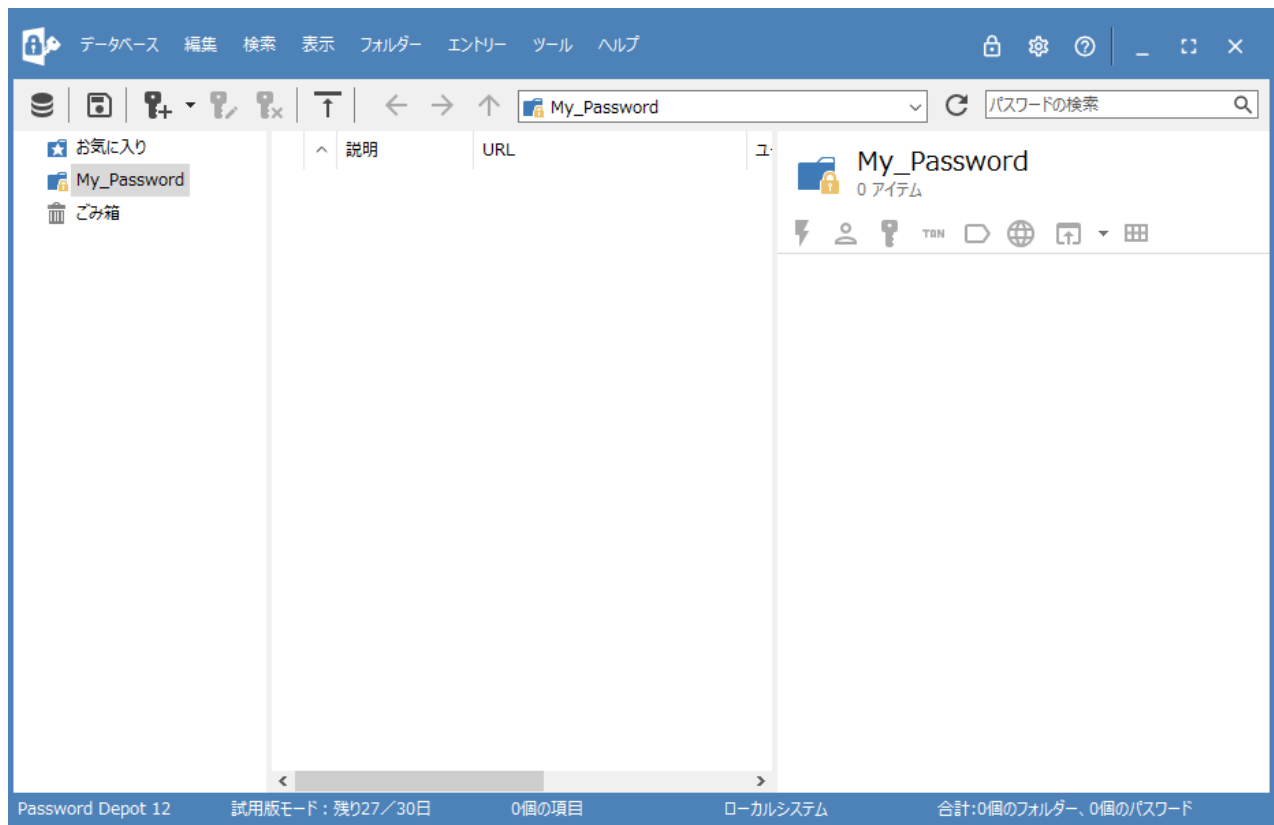 データベース 編集 検索 表示 フォルダー エントリー ツール ヘルプ
My_Password パスワードの検索
お気に入り
My_Password
ごみ箱
説明 URL ユー
My_Password
0 アイテム
TAN
Password Depot 12 試用版モード：残り27／30日 0個の項目 ローカルシステム 合計:0個のフォルダー、0個のパスワード